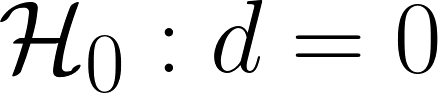 ℋ₀ : d = 0